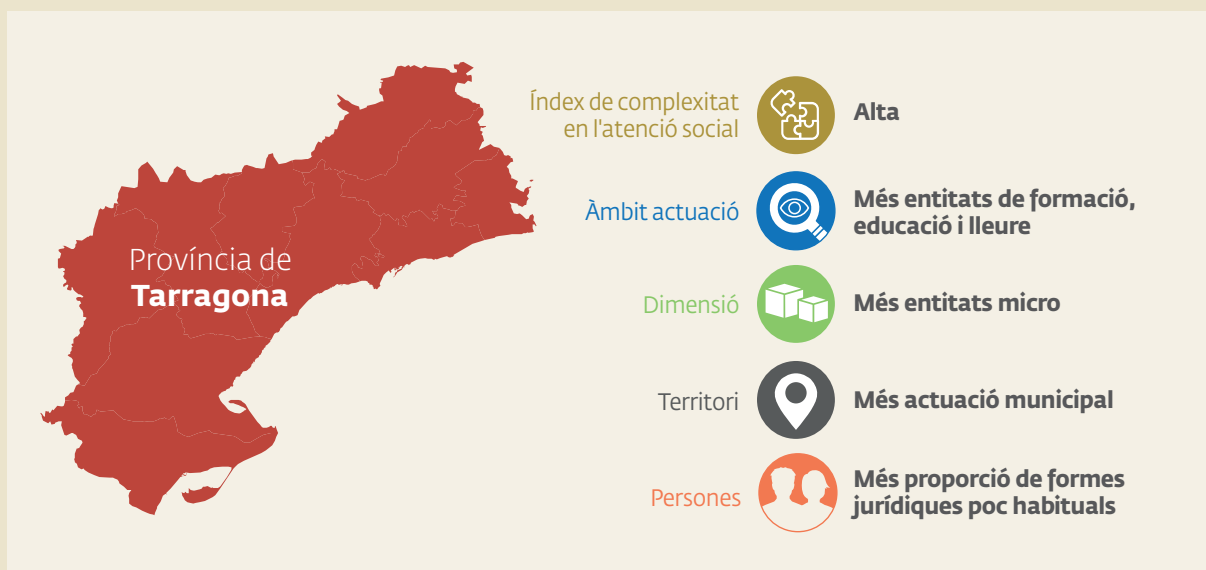 Província de
Tarragona
Índex de complexitat
en l'atenció social
Alta
Àmbit actuació
Més entitats de formació,
educació i lleure
Dimensió
Més entitats micro
Territori
Més actuació municipal
Persones
Més proporció de formes
jurídiques poc habituals